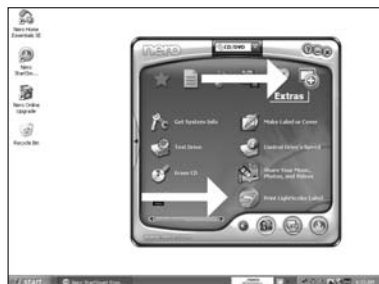 Nero Home
Essentials SE
Nero
StartSm...
Nero Online
Upgrade
Recycle Bin
nero
CD/DVD
Extras
Get System Info
Make Label or Cover
Test Drive
Control Drive's Speed
Erase CD
Share Your Music,
Photos, and Videos
Print LightScribe Label
start